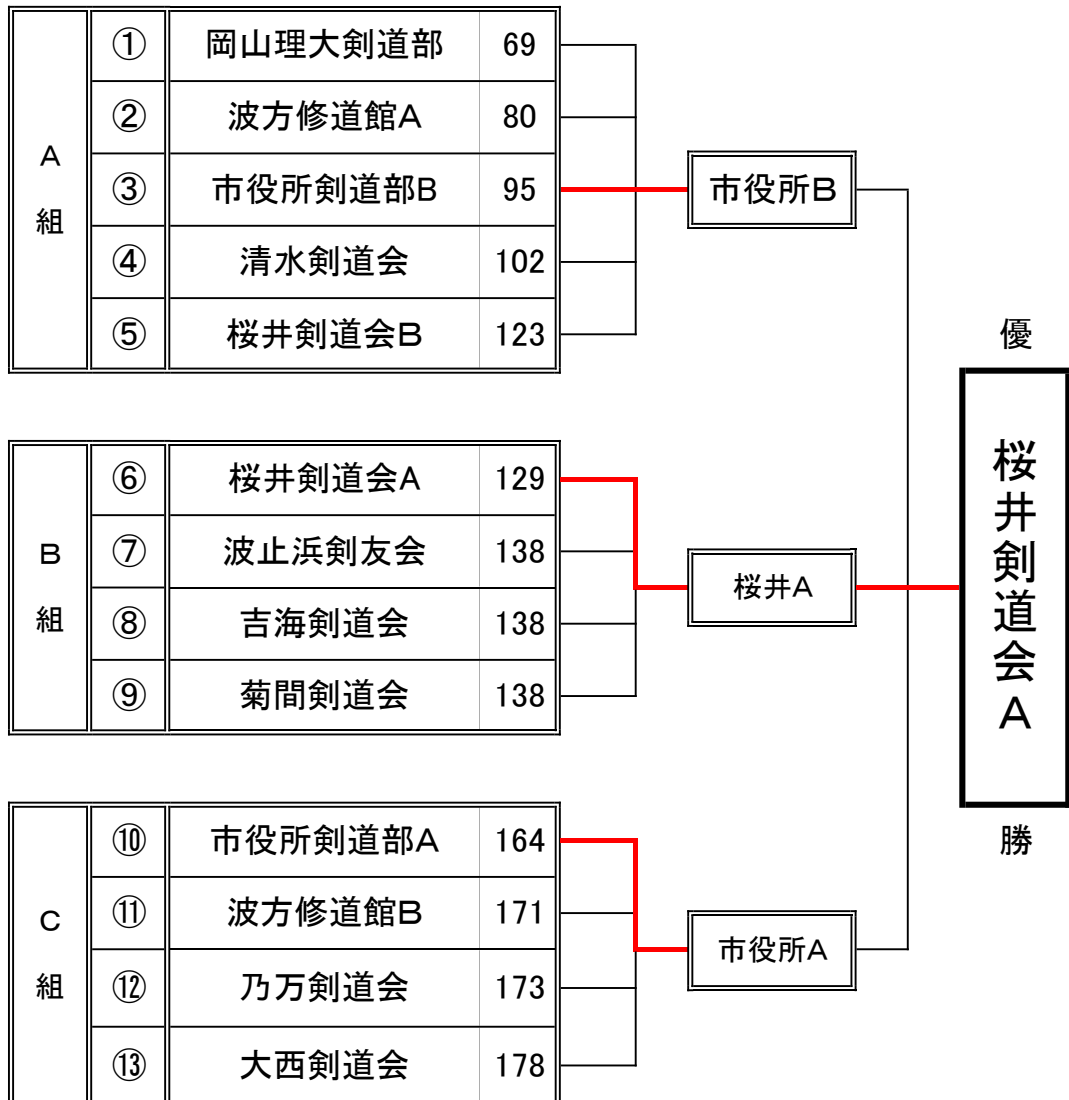 A組
① 岡山理大剣道部 69
② 波方修道館A 80
③ 市役所剣道部B 95
④ 清水剣道会 102
⑤ 桜井剣道会B 123
市役所B
B組
⑥ 桜井剣道会A 129
⑦ 波止浜剣友会 138
⑧ 吉海剣道会 138
⑨ 菊間剣道会 138
桜井A
C組
⑩ 市役所剣道部A 164
⑪ 波方修道館B 171
⑫ 乃万剣道会 173
⑬ 大西剣道会 178
市役所A
優
桜井剣道会A
勝